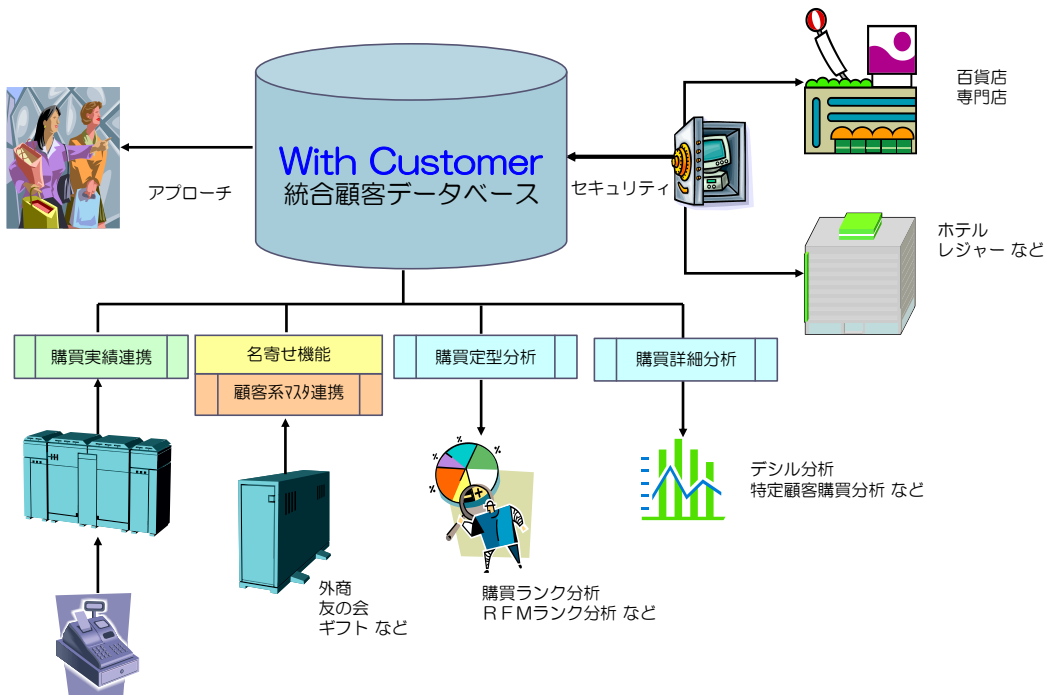 With Customer
統合顧客データベース
アプローチ
セキュリティ
百貨店
専門店
ホテル
レジャー など
購買実績連携
名寄せ機能
顧客系ﾏｽﾀ連携
購買定型分析
購買詳細分析
デシル分析
特定顧客購買分析 など
外商
友の会
ギフト など
購買ランク分析
ＲＦＭランク分析 など
%
%
%
%